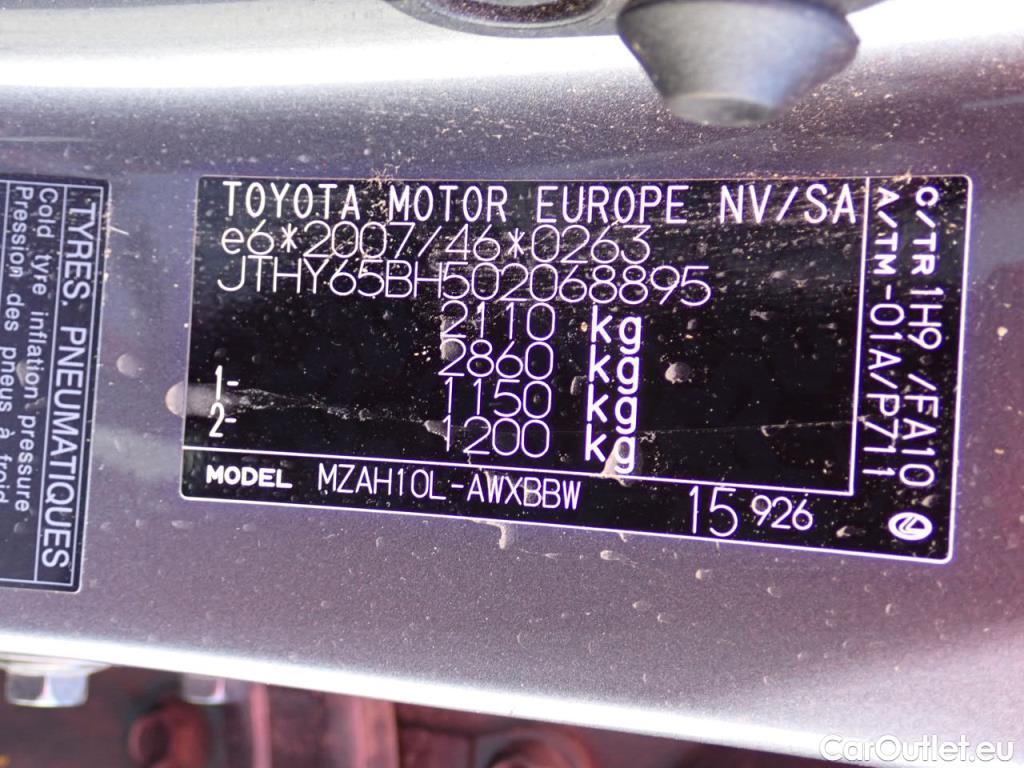 TYRES. PNEUMATIQUES
Cold tyre inflation pressure
Pression des pneus à froid
TOYOTA MOTOR EUROPE NV/SA
e6*2007/46*0263
JTHY65BH502068895
2110 kg
2860 kg
1- 1150 kg
2- 1200 kg
C/TR 1H9 /FA10
A/TM -01A/P711
MODEL MZAH10L-AWXBBW 15 926
CarOutlet.eu